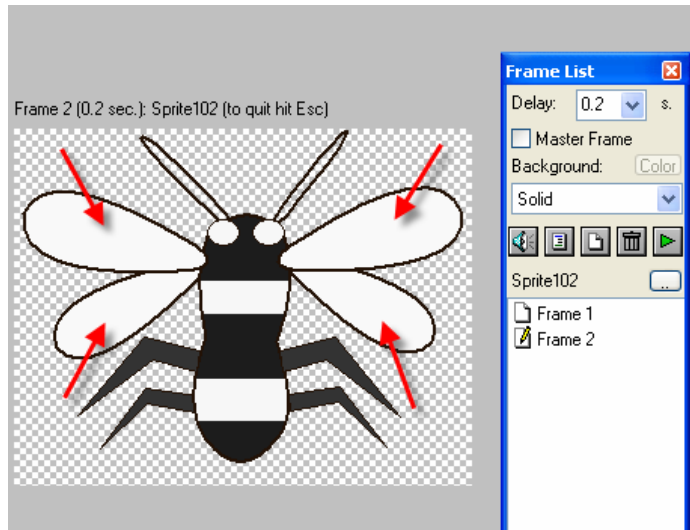 Frame List
Delay: 0.2 s.
Master Frame
Background: Color
Solid
Frame 2 (0.2 sec.): Sprite102 (to quit hit Esc)
Sprite102 ..
Frame 1
Frame 2